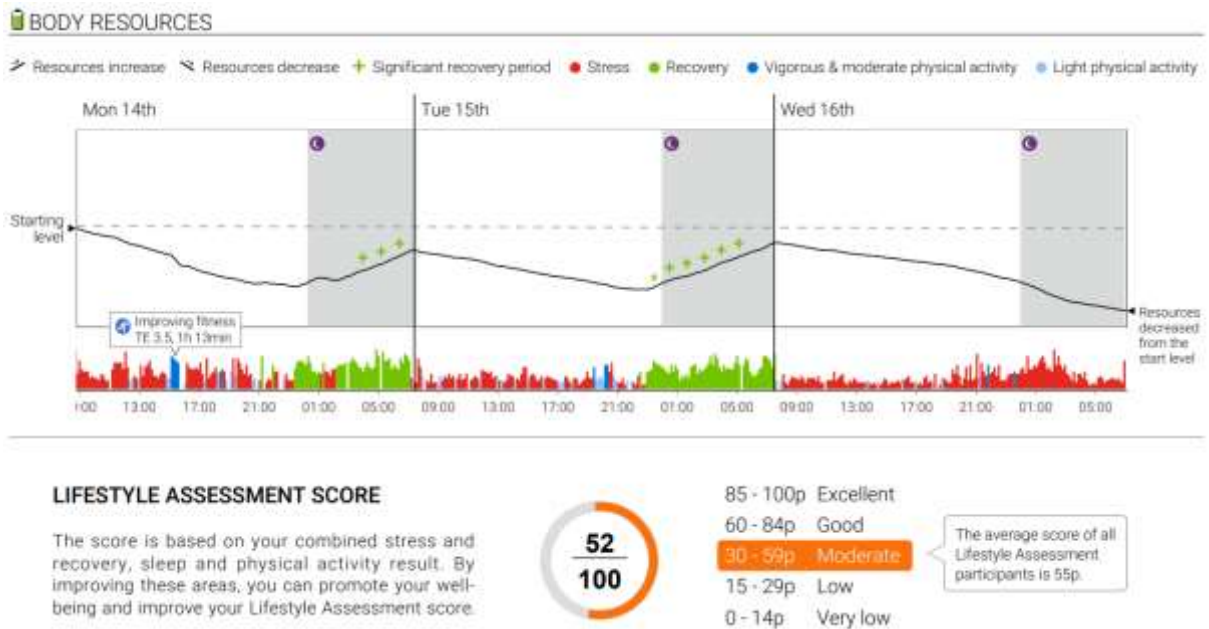 BODY RESOURCES
Resources increase Resources decrease Significant recovery period Stress Recovery Vigorous & moderate physical activity Light physical activity
Mon 14th Tue 15th Wed 16th
Starting
level
Improving fitness
TE 3.5, 1h 13min
Resources
decreased
from the
start level
13:00 17:00 21:00 01:00 05:00 09:00 13:00 17:00 21:00 01:00 05:00 09:00 13:00 17:00 21:00 01:00 05:00
LIFESTYLE ASSESSMENT SCORE
The score is based on your combined stress and
recovery, sleep and physical activity result. By
improving these areas, you can promote your well-
being and improve your Lifestyle Assessment score.
52
100
85 - 100p Excellent
60 - 84p Good
30 - 59p Moderate
15 - 29p Low
0 - 14p Very low
The average score of all
Lifestyle Assessment
participants is 55p.